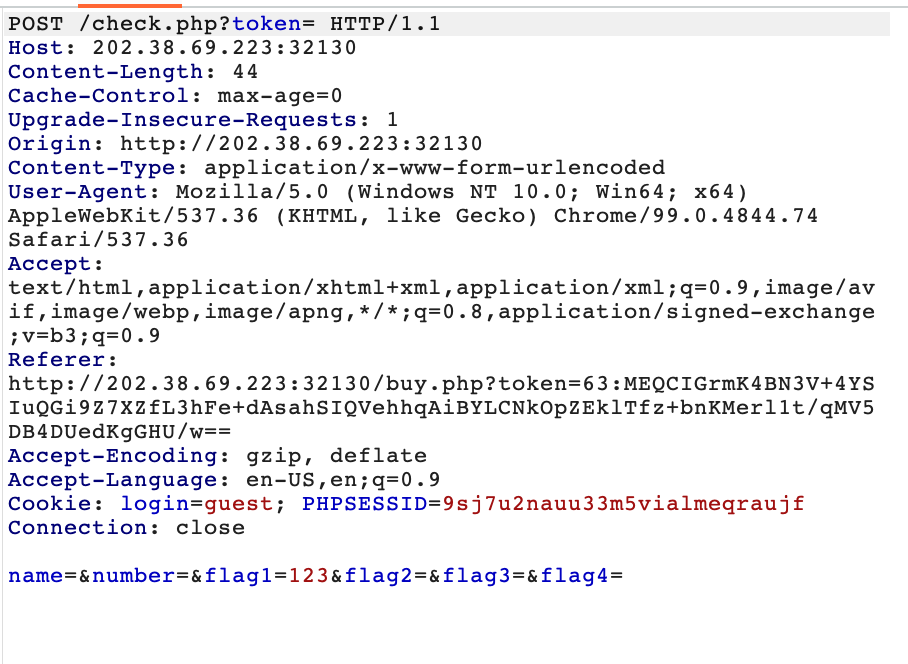 POST /check.php?token= HTTP/1.1
Host: 202.38.69.223:32130
Content-Length: 44
Cache-Control: max-age=0
Upgrade-Insecure-Requests: 1
Origin: http://202.38.69.223:32130
Content-Type: application/x-www-form-urlencoded
User-Agent: Mozilla/5.0 (Windows NT 10.0; Win64; x64)
AppleWebKit/537.36 (KHTML, like Gecko) Chrome/99.0.4844.74
Safari/537.36
Accept:
text/html,application/xhtml+xml,application/xml;q=0.9,image/av
if,image/webp,image/apng,*/*;q=0.8,application/signed-exchange
;v=b3;q=0.9
Referer:
http://202.38.69.223:32130/buy.php?token=63:MEQCIGrmK4BN3V+4YS
IuQGi9Z7XZfL3hFe+dAsahSIQVehhqAiBYLCNkOpZEklTfz+bnKMerl1t/qMV5
DB4DUedKgGHU/w==
Accept-Encoding: gzip, deflate
Accept-Language: en-US,en;q=0.9
Cookie: login=guest; PHPSESSID=9sj7u2nauu33m5vialmeqraujf
Connection: close
name=&number=&flag1=123&flag2=&flag3=&flag4=